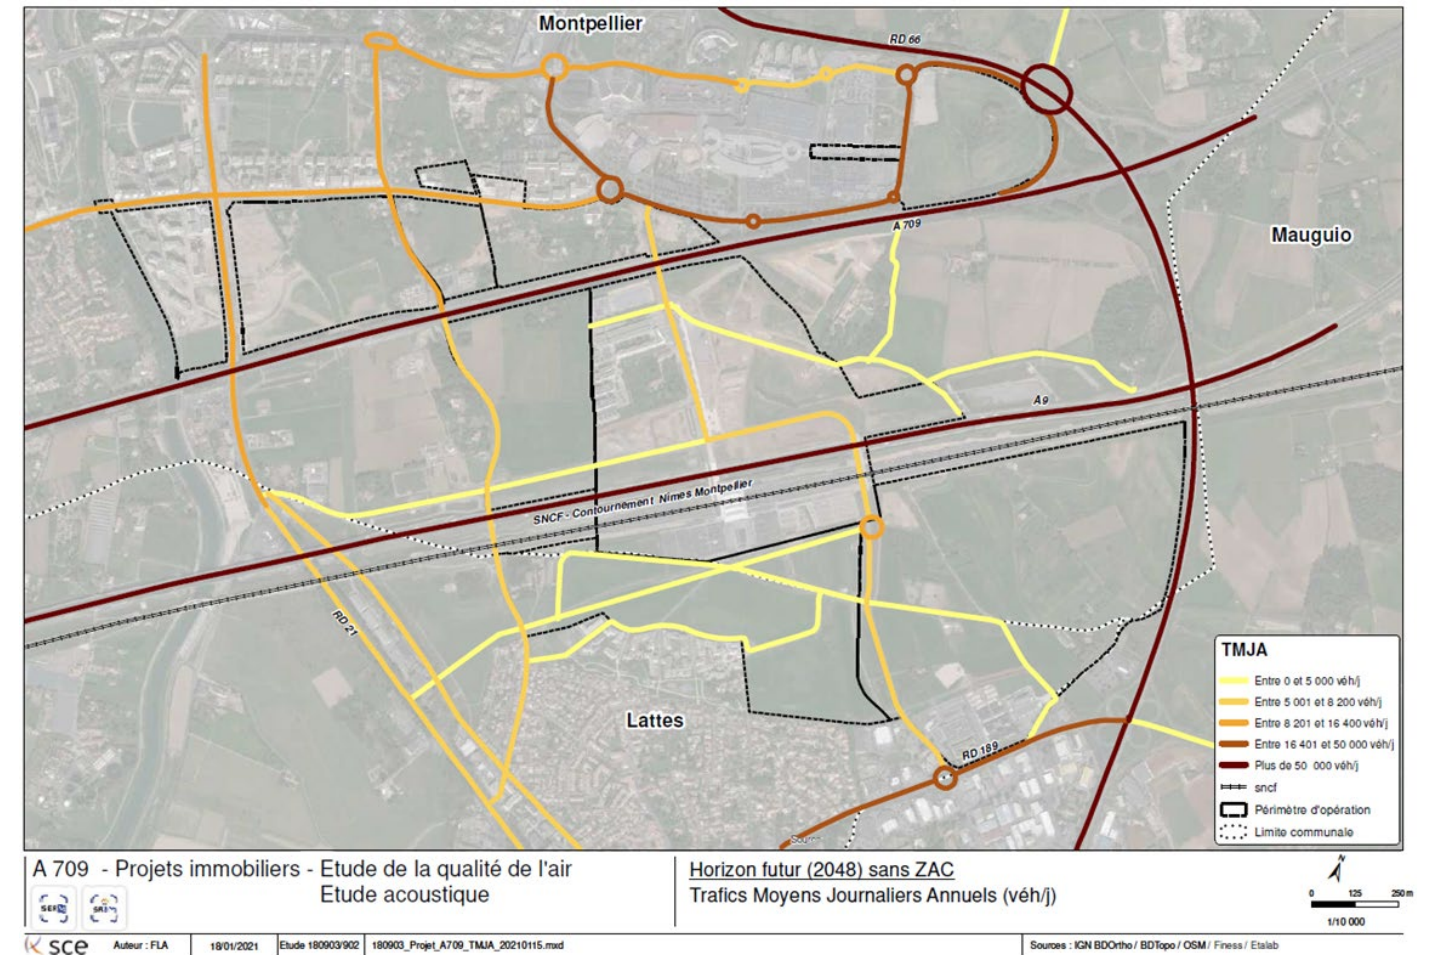 Montpellier
RD 66
Mauguio
A 709
A9
SNCF - Contournement Nîmes Montpellier
RD 21
Lattes
RD 189
TMJA
Entre 0 et 5 000 véh/j
Entre 5 001 et 8 200 véh/j
Entre 8 201 et 16 400 véh/j
Entre 16 401 et 50 000 véh/j
Plus de 50 000 véh/j
sncf
Périmètre d'opération
Limite communale
A 709 - Projets immobiliers - Etude de la qualité de l'air
Etude acoustique
Horizon futur (2048) sans ZAC
Trafics Moyens Journaliers Annuels (véh/j)
N
0 125 250 m
1/10 000
sce
Auteur : FLA
18/01/2021
Etude 180903/902
180903_Projet_A709_TMJA_20210115.mxd
Sources : IGN BDOrtho / BDTopo / OSM / Finess / Etalab